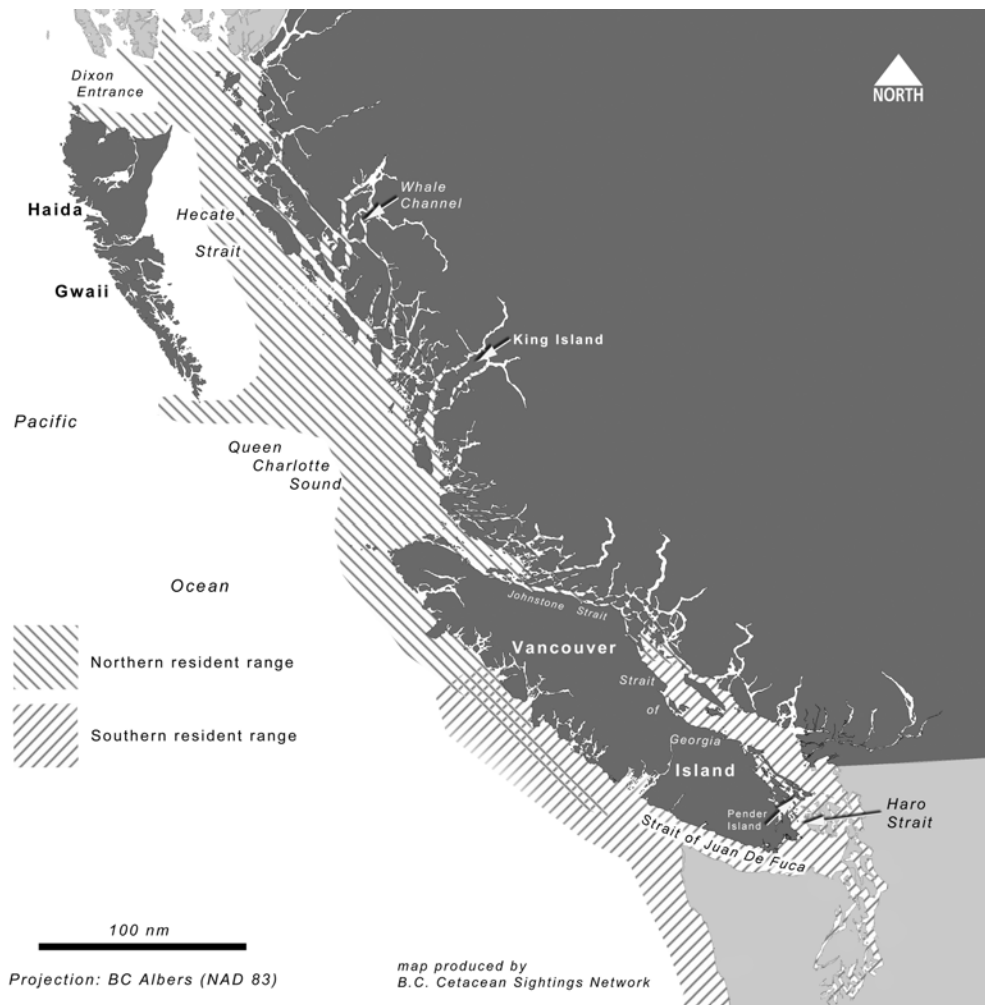 Dixon
Entrance
NORTH
Whale
Channel
Haida
Hecate
Strait
Gwaii
King Island
Pacific
Queen
Charlotte
Sound
Ocean
Johnstone Strait
Northern resident range
Vancouver
Strait
of
Georgia
Southern resident range
Island
Pender
Island
Haro
Strait
Strait of Juan De Fuca
100 nm
Projection: BC Albers (NAD 83)
map produced by
B.C. Cetacean Sightings Network